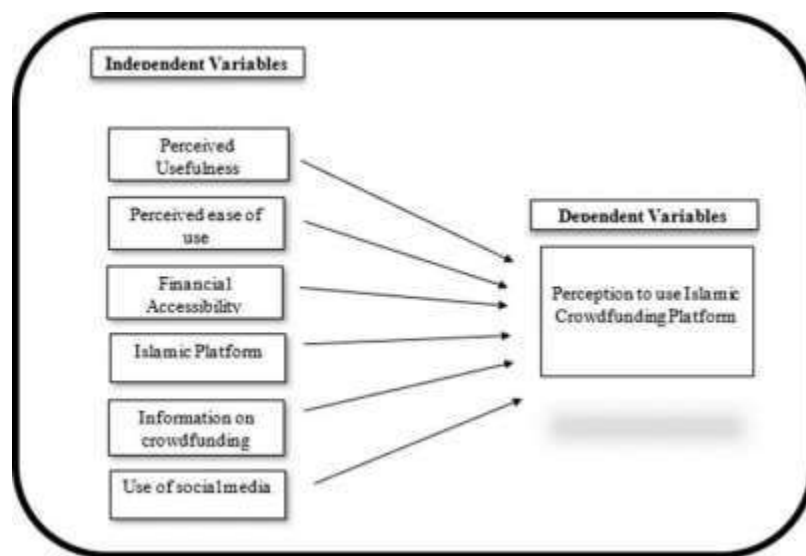 Independent Variables
Perceived
Usefulness
Perceived ease of
use
Financial
Accessibility
Islamic Platform
Information on
crowdfunding
Use of social media
Dependent Variables
Perception to use Islamic
Crowdfunding Platform